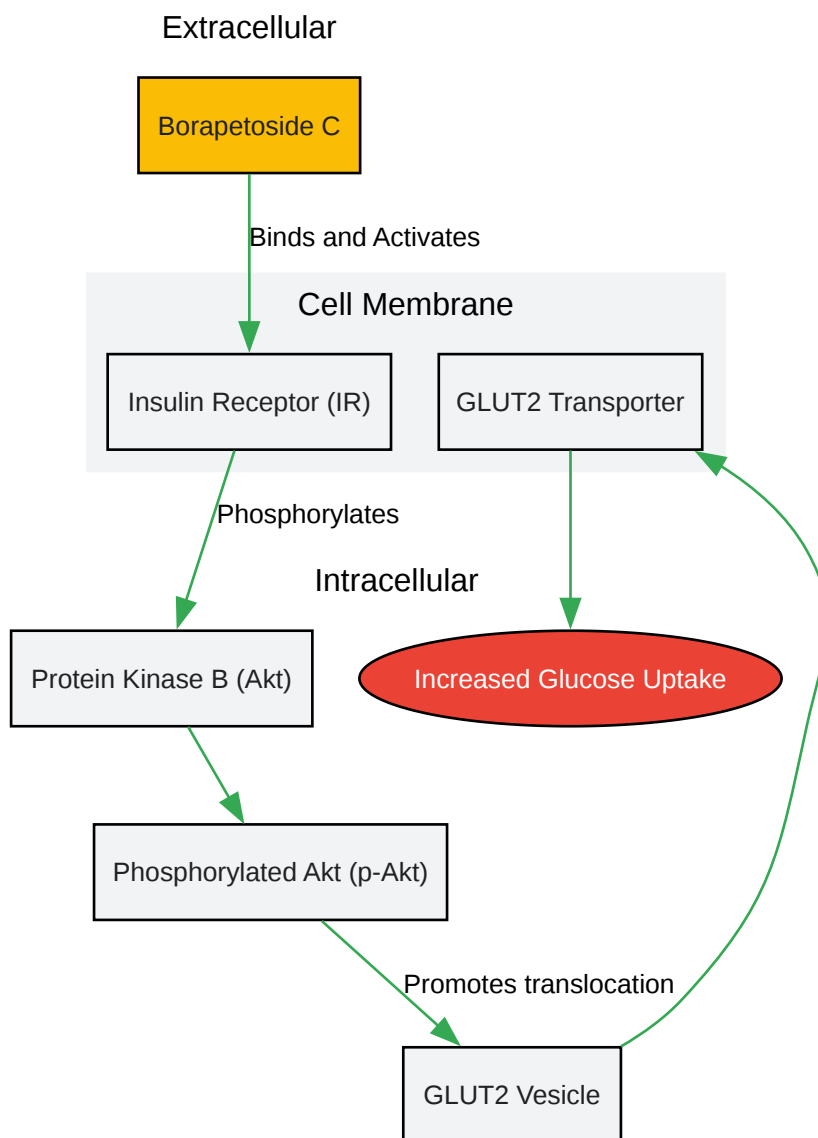 Extracellular
Borapetoside C
Binds and Activates
Cell Membrane
Insulin Receptor (IR)
GLUT2 Transporter
Phosphorylates
Intracellular
Protein Kinase B (Akt)
Increased Glucose Uptake
Phosphorylated Akt (p-Akt)
Promotes translocation
GLUT2 Vesicle